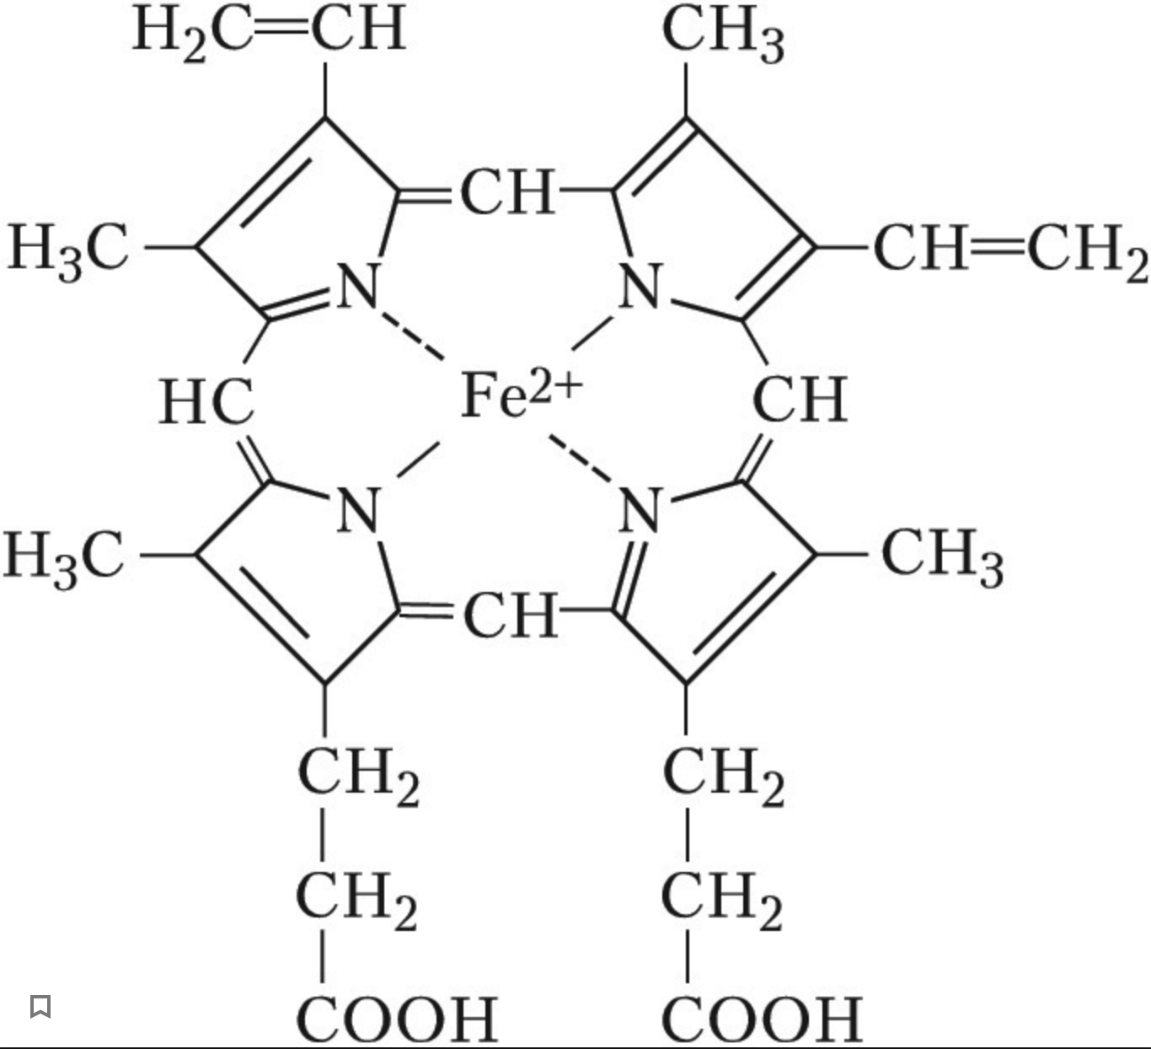 H₂C=CH CH₃
CH
H₃C CH=CH₂
N N
Fe²⁺
HC CH
N N
H₃C CH₃
CH
CH₂ CH₂
CH₂ CH₂
COOH COOH